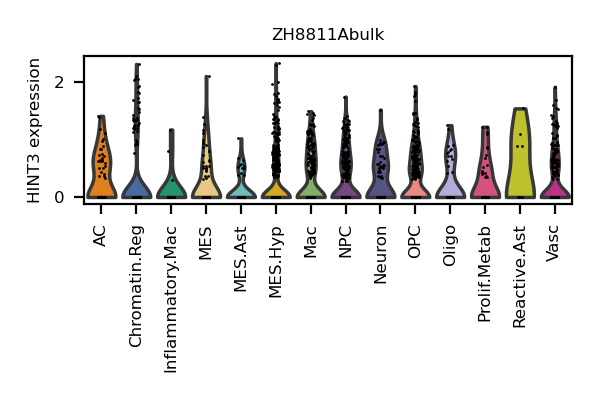 ZH8811Abulk
HINT3 expression
2
0
AC
Chromatin.Reg
Inflammatory.Mac
MES
MES.Ast
MES.Hyp
Mac
NPC
Neuron
OPC
Oligo
Prolif.Metab
Reactive.Ast
Vasc